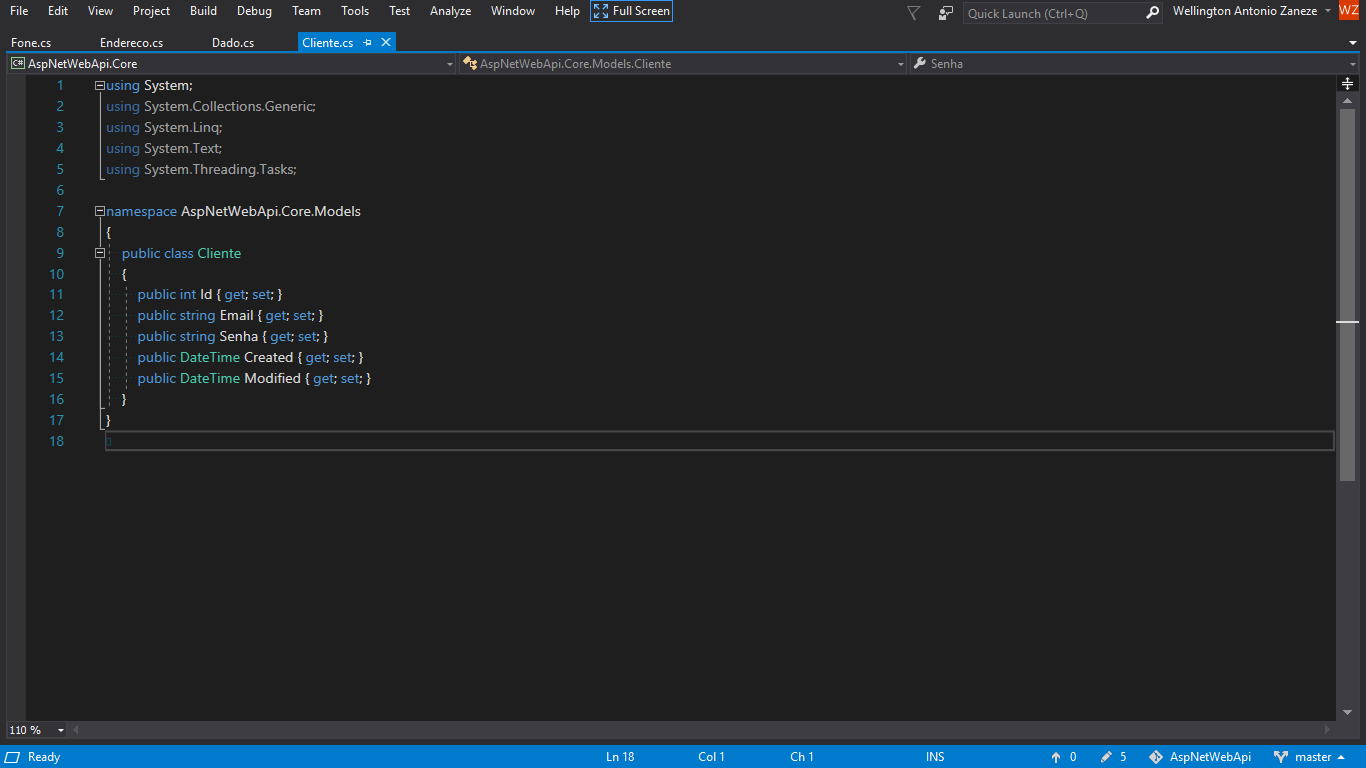 File Edit View Project Build Debug Team Tools Test Analyze Window Help Full Screen Quick Launch (Ctrl+Q) Wellington Antonio Zaneze WZ
Fone.cs Endereco.cs Dado.cs Cliente.cs
C# AspNetWebApi.Core AspNetWebApi.Core.Models.Cliente Senha
1 using System;
2 using System.Collections.Generic;
3 using System.Linq;
4 using System.Text;
5 using System.Threading.Tasks;
6
7 namespace AspNetWebApi.Core.Models
8 {
9 public class Cliente
10 {
11 public int Id { get; set; }
12 public string Email { get; set; }
13 public string Senha { get; set; }
14 public DateTime Created { get; set; }
15 public DateTime Modified { get; set; }
16 }
17 }
18
110 %
Ready Ln 18 Col 1 Ch 1 INS 0 5 AspNetWebApi master